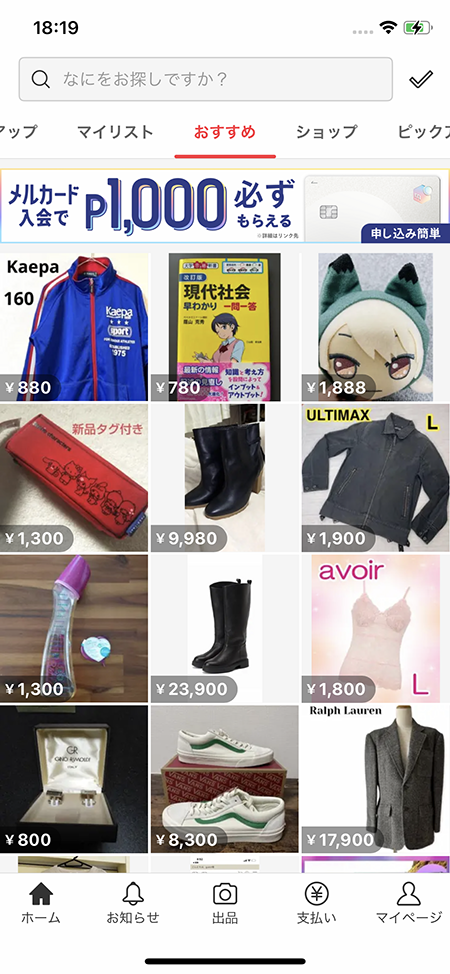 18:19
なにをお探しですか？
アップ
マイリスト
おすすめ
ショップ
ピックア
メルカード
入会で
P1,000
必ず
もらえる
※詳細はリンク先
申し込み簡単
Kaepa
160
Kaepa
sport
1975
¥880
改訂版
現代社会
早わかり 一問一答
最新の情報
知識と考え方
インプット&
アウトプット!
¥780
¥1,888
新品タグ付き
¥1,300
¥9,980
ULTIMAX
L
¥1,900
¥1,300
¥23,900
avoir
L
¥1,800
GR
GINO RIMOLDI
¥800
¥8,300
Ralph Lauren
¥17,900
ホーム
お知らせ
出品
支払い
マイページ